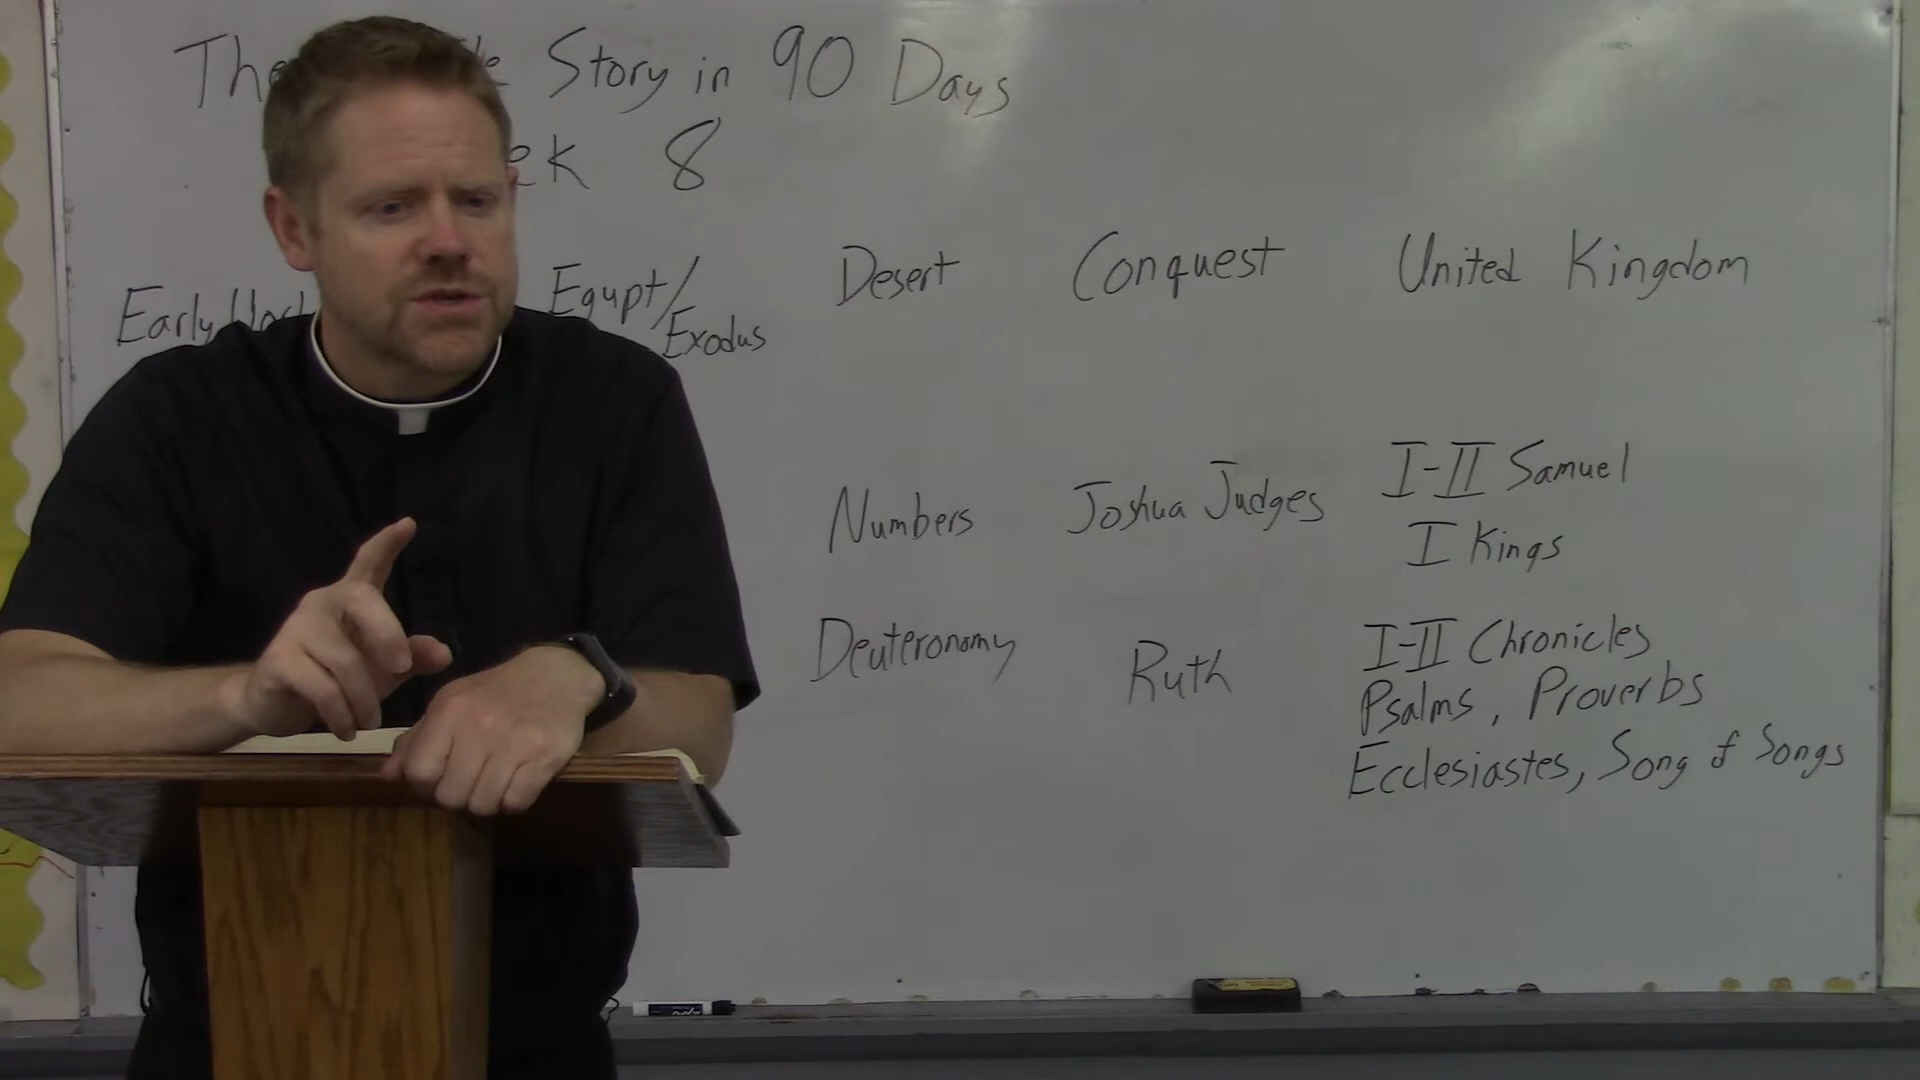 The Story in 90 Days
8
Early Egypt/
Exodus
Desert
Conquest
United Kingdom
Numbers
Joshua Judges
I-II Samuel
I Kings
Deuteronomy
Ruth
I-II Chronicles
Psalms, Proverbs
Ecclesiastes, Song of Songs